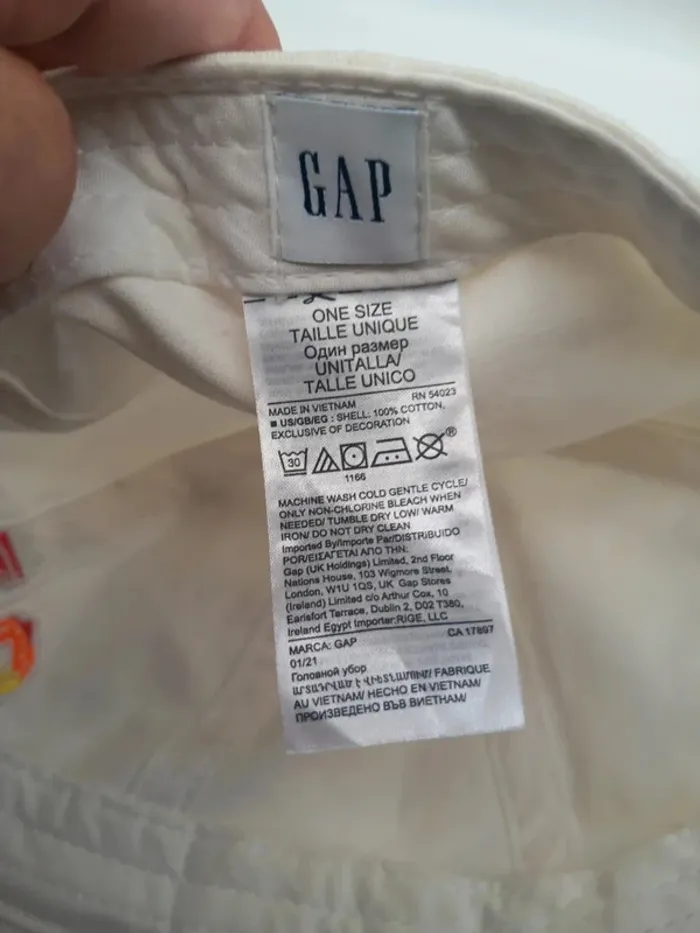 GAP
ONE SIZE
TAILLE UNIQUE
Один размер
UNITALLA/
TALLE UNICO
MADE IN VIETNAM RN 54023
■ US/GB/EG : SHELL: 100% COTTON,
EXCLUSIVE OF DECORATION
30 ®
1166
MACHINE WASH COLD GENTLE CYCLE/
ONLY NON-CHLORINE BLEACH WHEN
NEEDED/ TUMBLE DRY LOW/ WARM
IRON/ DO NOT DRY CLEAN
Imported By/Importe Par/DISTRIBUIDO
POR/ΕΙΣΑΓΕΤΑΙ ΑΠΟ ΤΗΝ:
Gap (UK Holdings) Limited, 2nd Floor
Nations House, 103 Wigmore Street,
London, W1U 1QS, UK Gap Stores
(Ireland) Limited c/o Arthur Cox, 10
Earlsfort Terrace, Dublin 2, D02 T380,
Ireland Egypt Importer:RIGE, LLC
MARCA: GAP CA 17897
01/21
Головной убор
ԱՐՏԱԴՐՎԱԾ Է ՎԻԵՏՆԱՄՈՒՄ/ FABRIQUE
AU VIETNAM/ HECHO EN VIETNAM/
ПРОИЗВЕДЕНО ВЪВ ВИЕТНАМ/